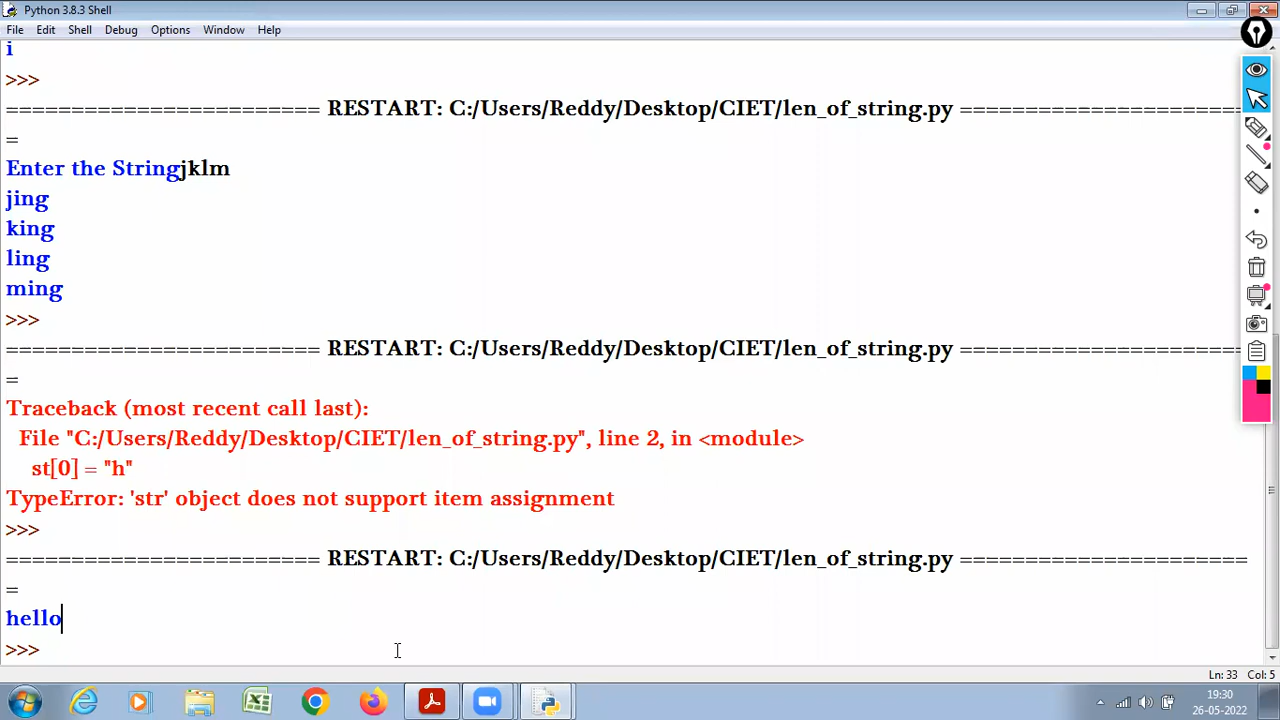 Python 3.8.3 Shell
File Edit Shell Debug Options Window Help
i
>>>
======================== RESTART: C:/Users/Reddy/Desktop/CIET/len_of_string.py ======================
=
Enter the Stringjklm
jing
king
ling
ming
>>>
======================== RESTART: C:/Users/Reddy/Desktop/CIET/len_of_string.py ======================
=
Traceback (most recent call last):
File "C:/Users/Reddy/Desktop/CIET/len_of_string.py", line 2, in <module>
st[0] = "h"
TypeError: 'str' object does not support item assignment
>>>
======================== RESTART: C:/Users/Reddy/Desktop/CIET/len_of_string.py ======================
=
hello
>>>
Ln: 33 Col: 5
19:30
26-05-2022